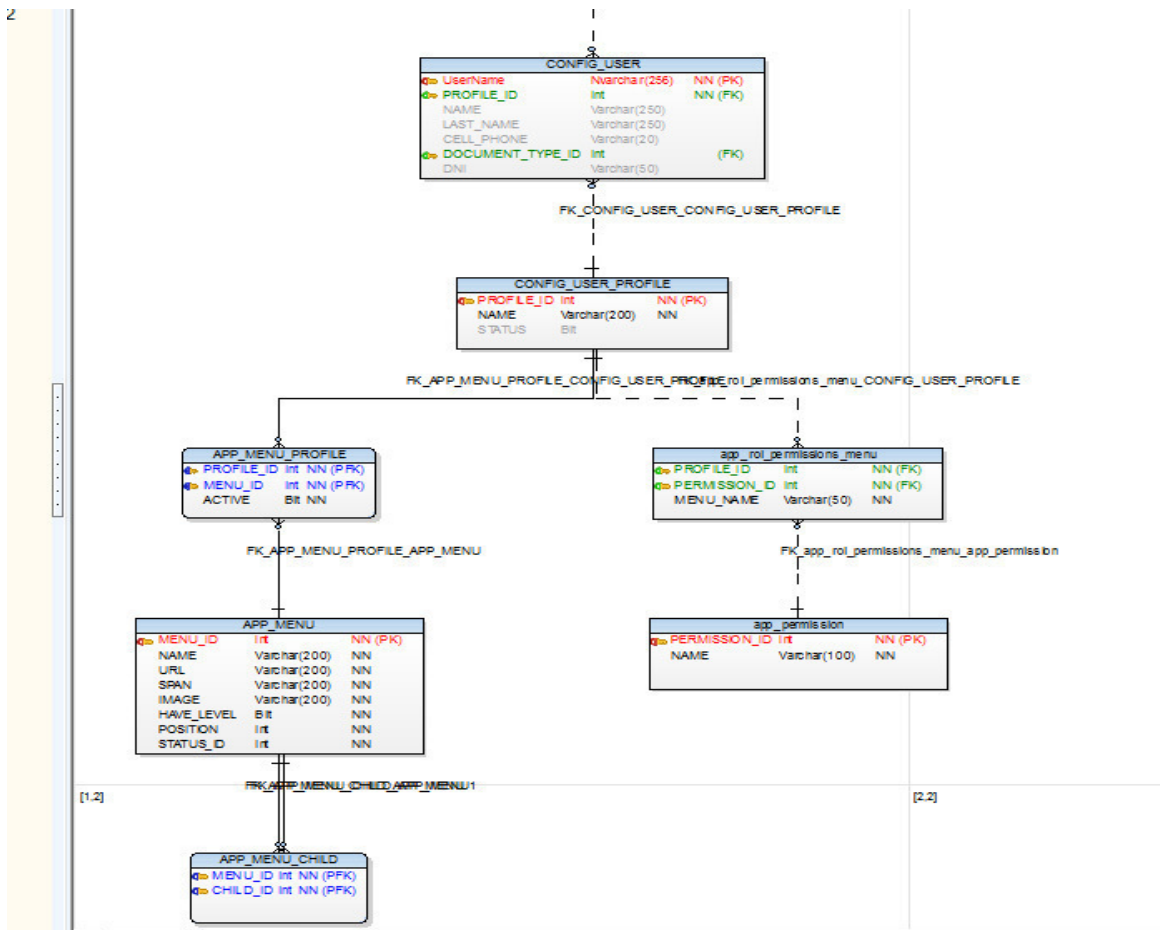 2
CONFIG_USER
UserName Nvarchar(256) NN (PK)
PROFILE_ID Int NN (FK)
NAME Varchar(250)
LAST_NAME Varchar(250)
CELL_PHONE Varchar(20)
DOCUMENT_TYPE_ID Int (FK)
DNI Varchar(50)
FK_CONFIG_USER_CONFIG_USER_PROFILE
CONFIG_USER_PROFILE
PROFILE_ID Int NN (PK)
NAME Varchar(200) NN
STATUS Bit
FK_APP_MENU_PROFILE_CONFIG_USER_PROFILE FK_app_rol_permissions_menu_CONFIG_USER_PROFILE
APP_MENU_PROFILE
PROFILE_ID Int NN (PFK)
MENU_ID Int NN (PFK)
ACTIVE Bit NN
app_rol_permissions_menu
PROFILE_ID Int NN (FK)
PERMISSION_ID Int NN (FK)
MENU_NAME Varchar(50) NN
FK_APP_MENU_PROFILE_APP_MENU
FK_app_rol_permissions_menu_app_permission
APP_MENU
MENU_ID Int NN (PK)
NAME Varchar(200) NN
URL Varchar(200) NN
SPAN Varchar(200) NN
IMAGE Varchar(200) NN
HAVE_LEVEL Bit NN
POSITION Int NN
STATUS_ID Int NN
app_permission
PERMISSION_ID Int NN (PK)
NAME Varchar(100) NN
[1,2]
[2,2]
APP_MENU_CHILD
MENU_ID Int NN (PFK)
CHILD_ID Int NN (PFK)